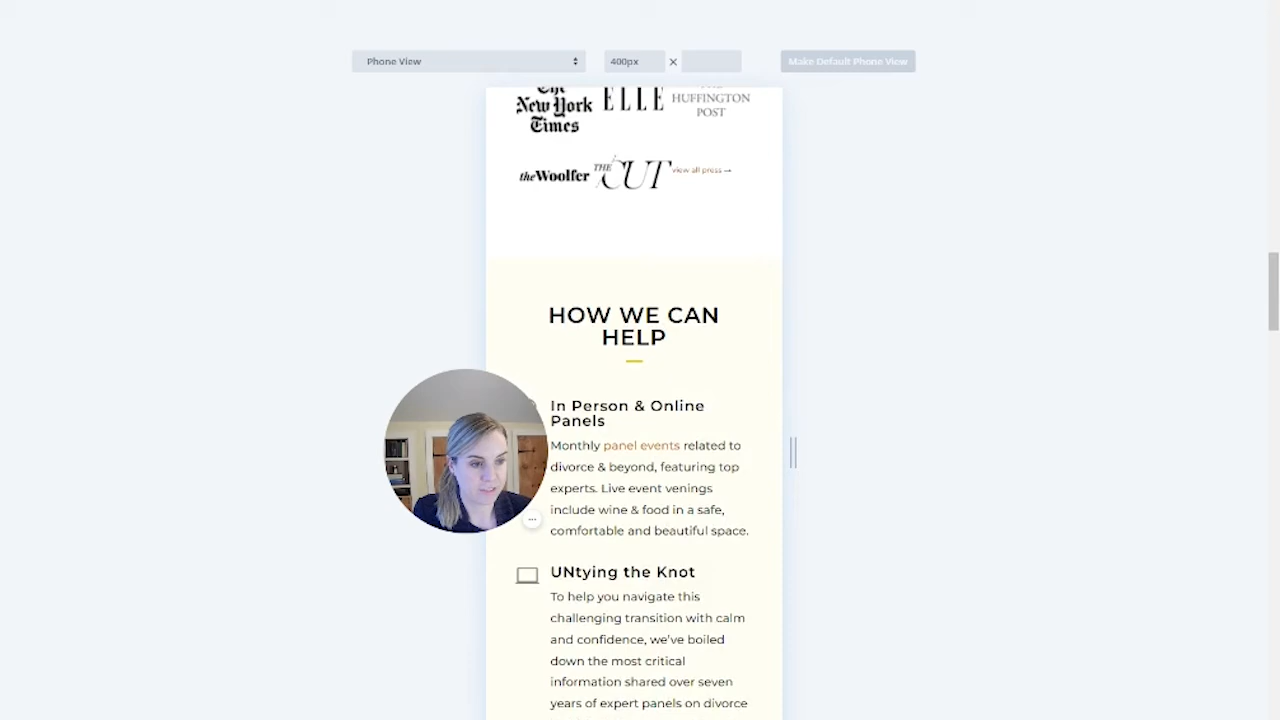 Phone View
400px
×
Make Default Phone View
The
New York
Times
ELLE
THE
HUFFINGTON
POST
theWoolfer
THE CUT
view all press →
HOW WE CAN
HELP
In Person & Online
Panels
Monthly panel events related to
divorce & beyond, featuring top
experts. Live event venings
include wine & food in a safe,
comfortable and beautiful space.
UNtying the Knot
To help you navigate this
challenging transition with calm
and confidence, we've boiled
down the most critical
information shared over seven
years of expert panels on divorce